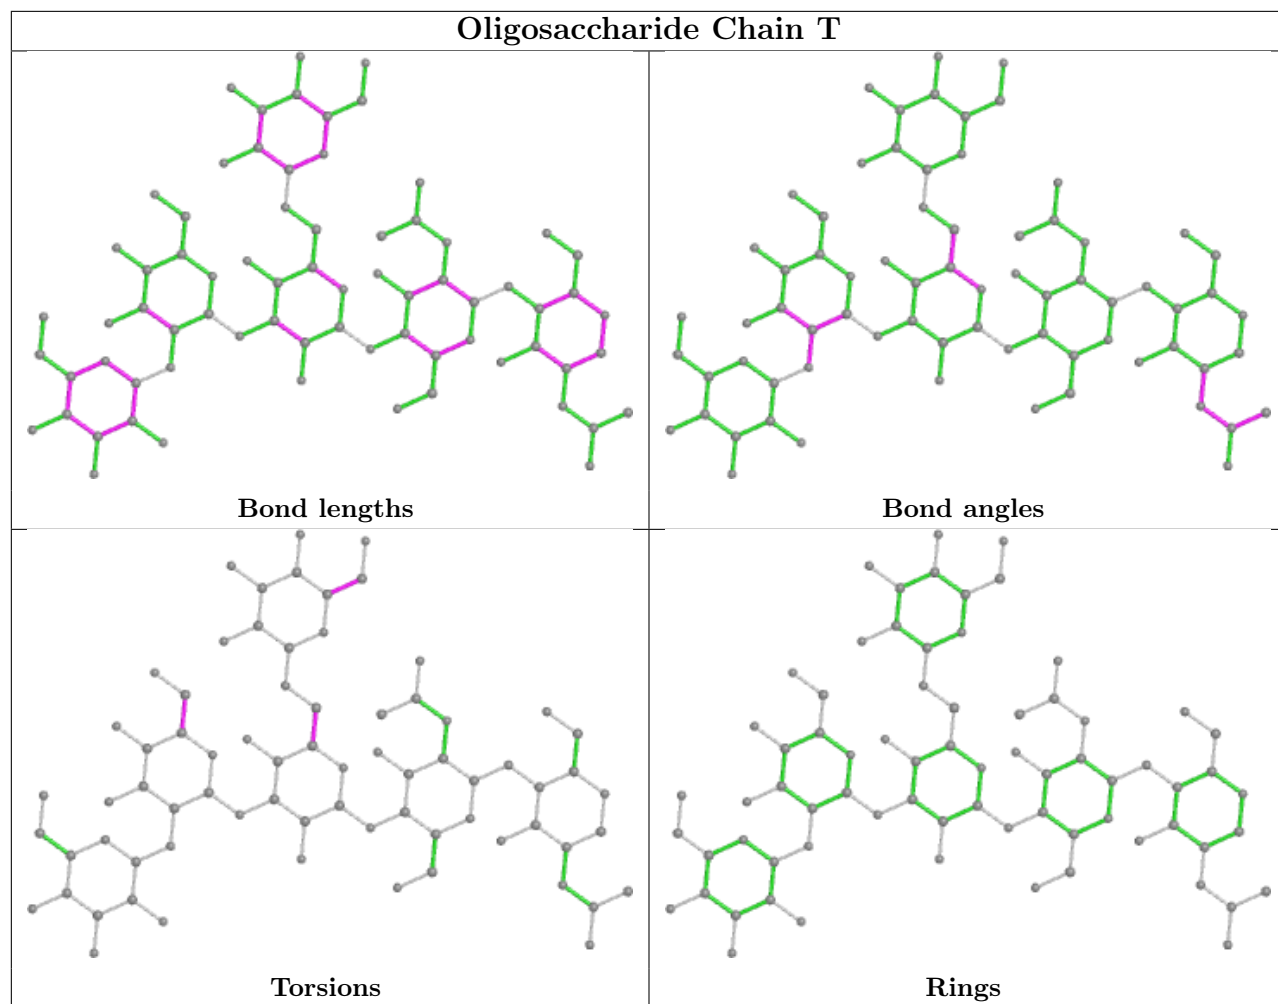 Oligosaccharide Chain T
Bond lengths
Bond angles
Torsions
Rings